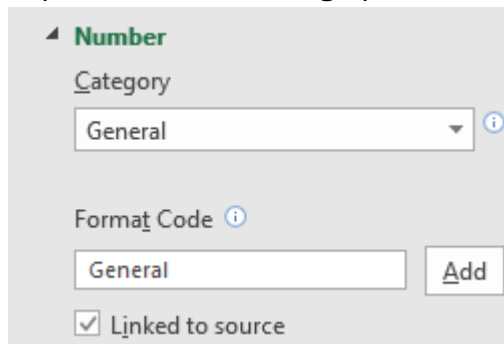 Number
Category
General
Format Code
General
Add
Linked to source